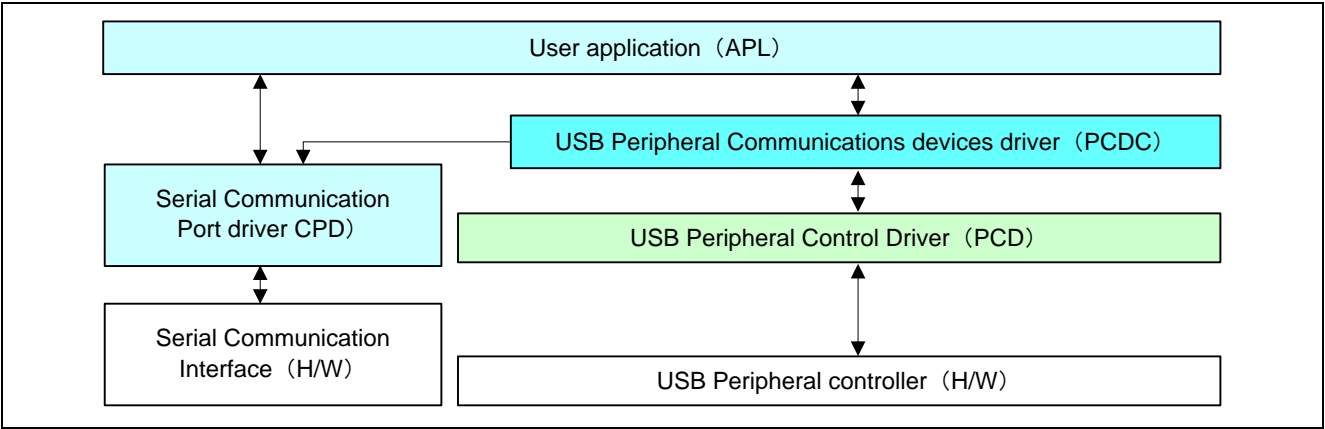 User application（APL）
USB Peripheral Communications devices driver（PCDC）
Serial Communication
Port driver CPD）
USB Peripheral Control Driver（PCD）
Serial Communication
Interface（H/W）
USB Peripheral controller（H/W）